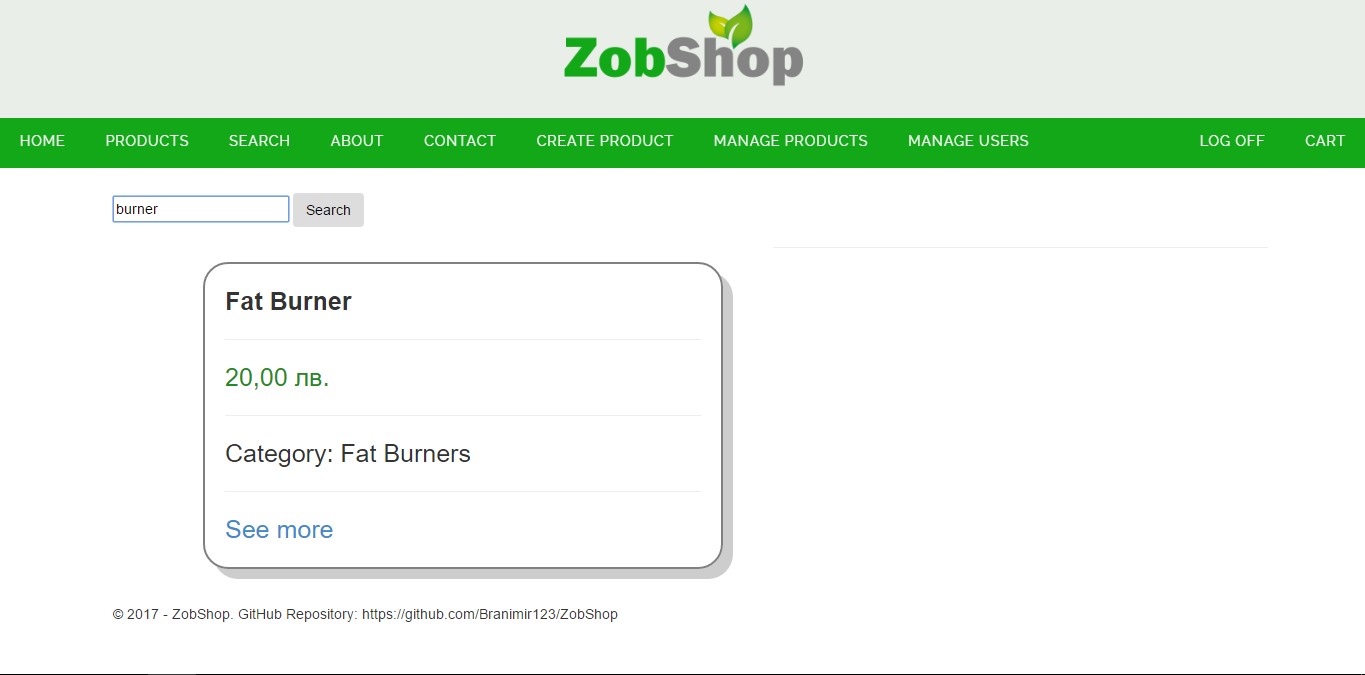 ZobShop
HOME PRODUCTS SEARCH ABOUT CONTACT CREATE PRODUCT MANAGE PRODUCTS MANAGE USERS LOG OFF CART
burner Search
Fat Burner
20,00 лв.
Category: Fat Burners
See more
© 2017 - ZobShop. GitHub Repository: https://github.com/Branimir123/ZobShop